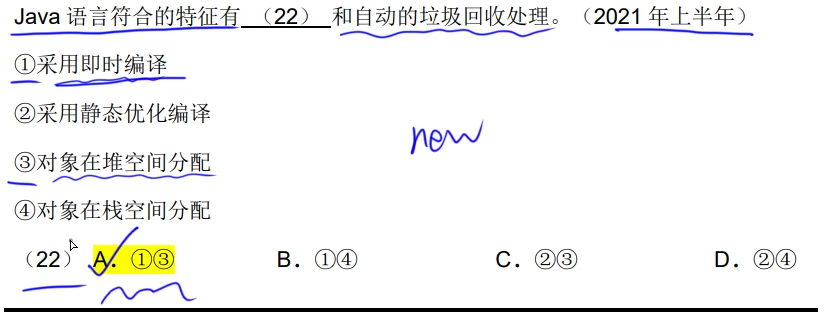 Java 语言符合的特征有 （22） 和自动的垃圾回收处理。（2021 年上半年）
①采用即时编译
②采用静态优化编译
new
③对象在堆空间分配
④对象在栈空间分配
（22） A．①③ B．①④ C．②③ D．②④